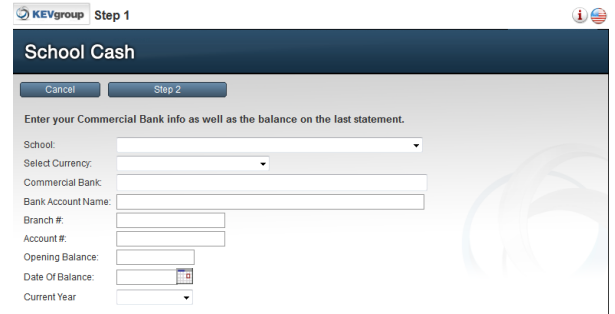 KEVgroup Step 1
School Cash
Cancel Step 2
Enter your Commercial Bank info as well as the balance on the last statement.
School:
Select Currency:
Commercial Bank:
Bank Account Name:
Branch #:
Account #:
Opening Balance:
Date Of Balance:
Current Year